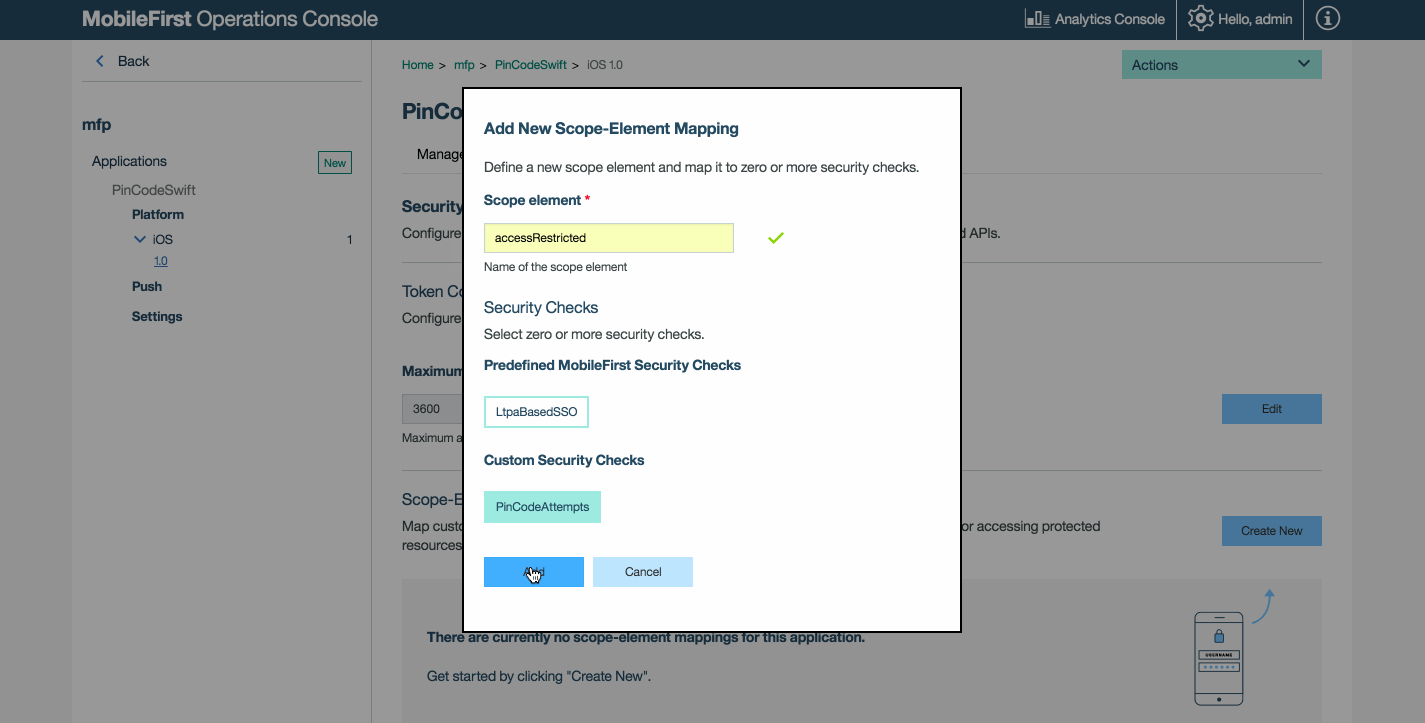 MobileFirst Operations Console
Analytics Console
Hello, admin
Back
Home > mfp > PinCodeSwift > iOS 1.0
Actions
mfp
Applications
New
PinCodeSwift
Platform
iOS
1
1.0
Push
Settings
PinCo
Manage
Security
Configure
d APIs.
Token Co
Configure
Maximum
3600
Edit
Maximum a
Scope-E
Map custo
or accessing protected
resources
Create New
There are currently no scope-element mappings for this application.
Get started by clicking "Create New".
USERNAME
Add New Scope-Element Mapping
Define a new scope element and map it to zero or more security checks.
Scope element *
accessRestricted
Name of the scope element
Security Checks
Select zero or more security checks.
Predefined MobileFirst Security Checks
LtpaBasedSSO
Custom Security Checks
PinCodeAttempts
Add
Cancel